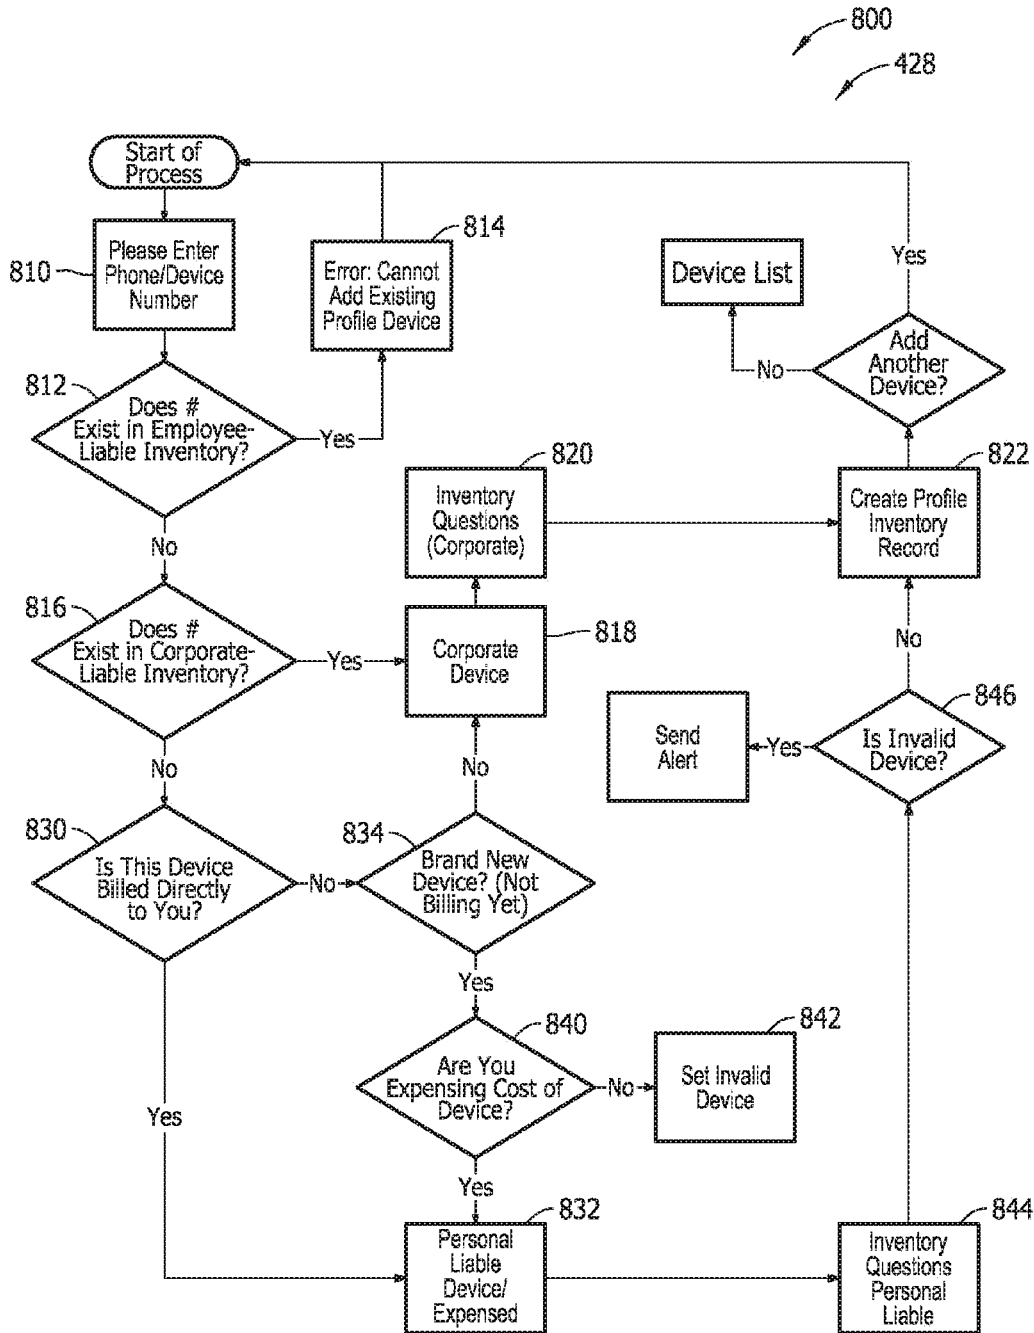 800
428
Start of
Process
810
Please Enter
Phone/Device
Number
814
Error: Cannot
Add Existing
Profile Device
Device List
Yes
812
Does #
Exist in Employee-
Liable Inventory?
Yes
No
Add
Another
Device?
No
820
Inventory
Questions
(Corporate)
822
Create Profile
Inventory
Record
816
Does #
Exist in Corporate-
Liable Inventory?
Yes
818
Corporate
Device
No
No
No
846
Is Invalid
Device?
Yes
Send
Alert
830
Is This Device
Billed Directly
to You?
No
834
Brand New
Device? (Not
Billing Yet)
Yes
840
Are You
Expensing Cost of
Device?
No
842
Set Invalid
Device
Yes
Yes
832
Personal
Liable
Device/
Expensed
844
Inventory
Questions
Personal
Liable